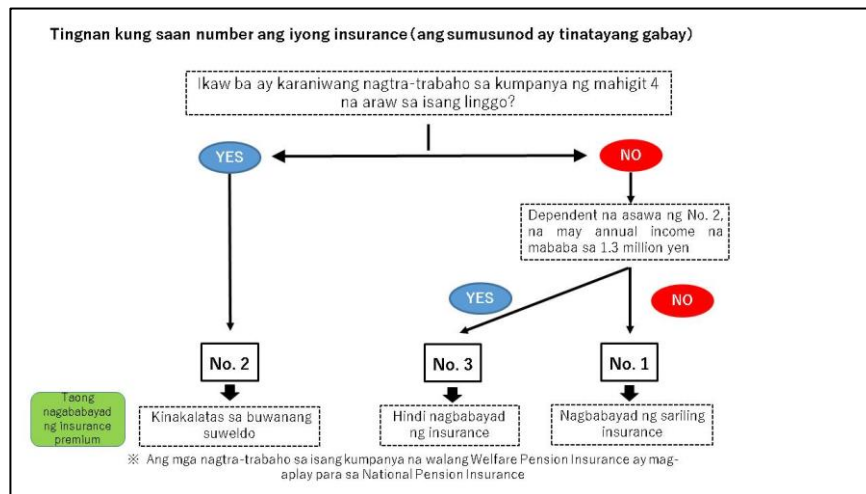 Tingnan kung saan number ang iyong insurance (ang sumusunod ay tinatayang gabay)
Ikaw ba ay karaniwang nagtra-trabaho sa kumpanya ng mahigit 4
na araw sa isang linggo?
YES
NO
Dependent na asawa ng No. 2,
na may annual income na
mababa sa 1.3 million yen
YES
NO
No. 2
No. 3
No. 1
Taong
nagababayad
ng insurance
premium
Kinakalatas sa buwanang
suweldo
Hindi nagbabayad
ng insurance
Nagbabayad ng sariling
insurance
※ Ang mga nagtra-trabaho sa isang kumpanya na walang Welfare Pension Insurance ay mag-
aplay para sa National Pension Insurance